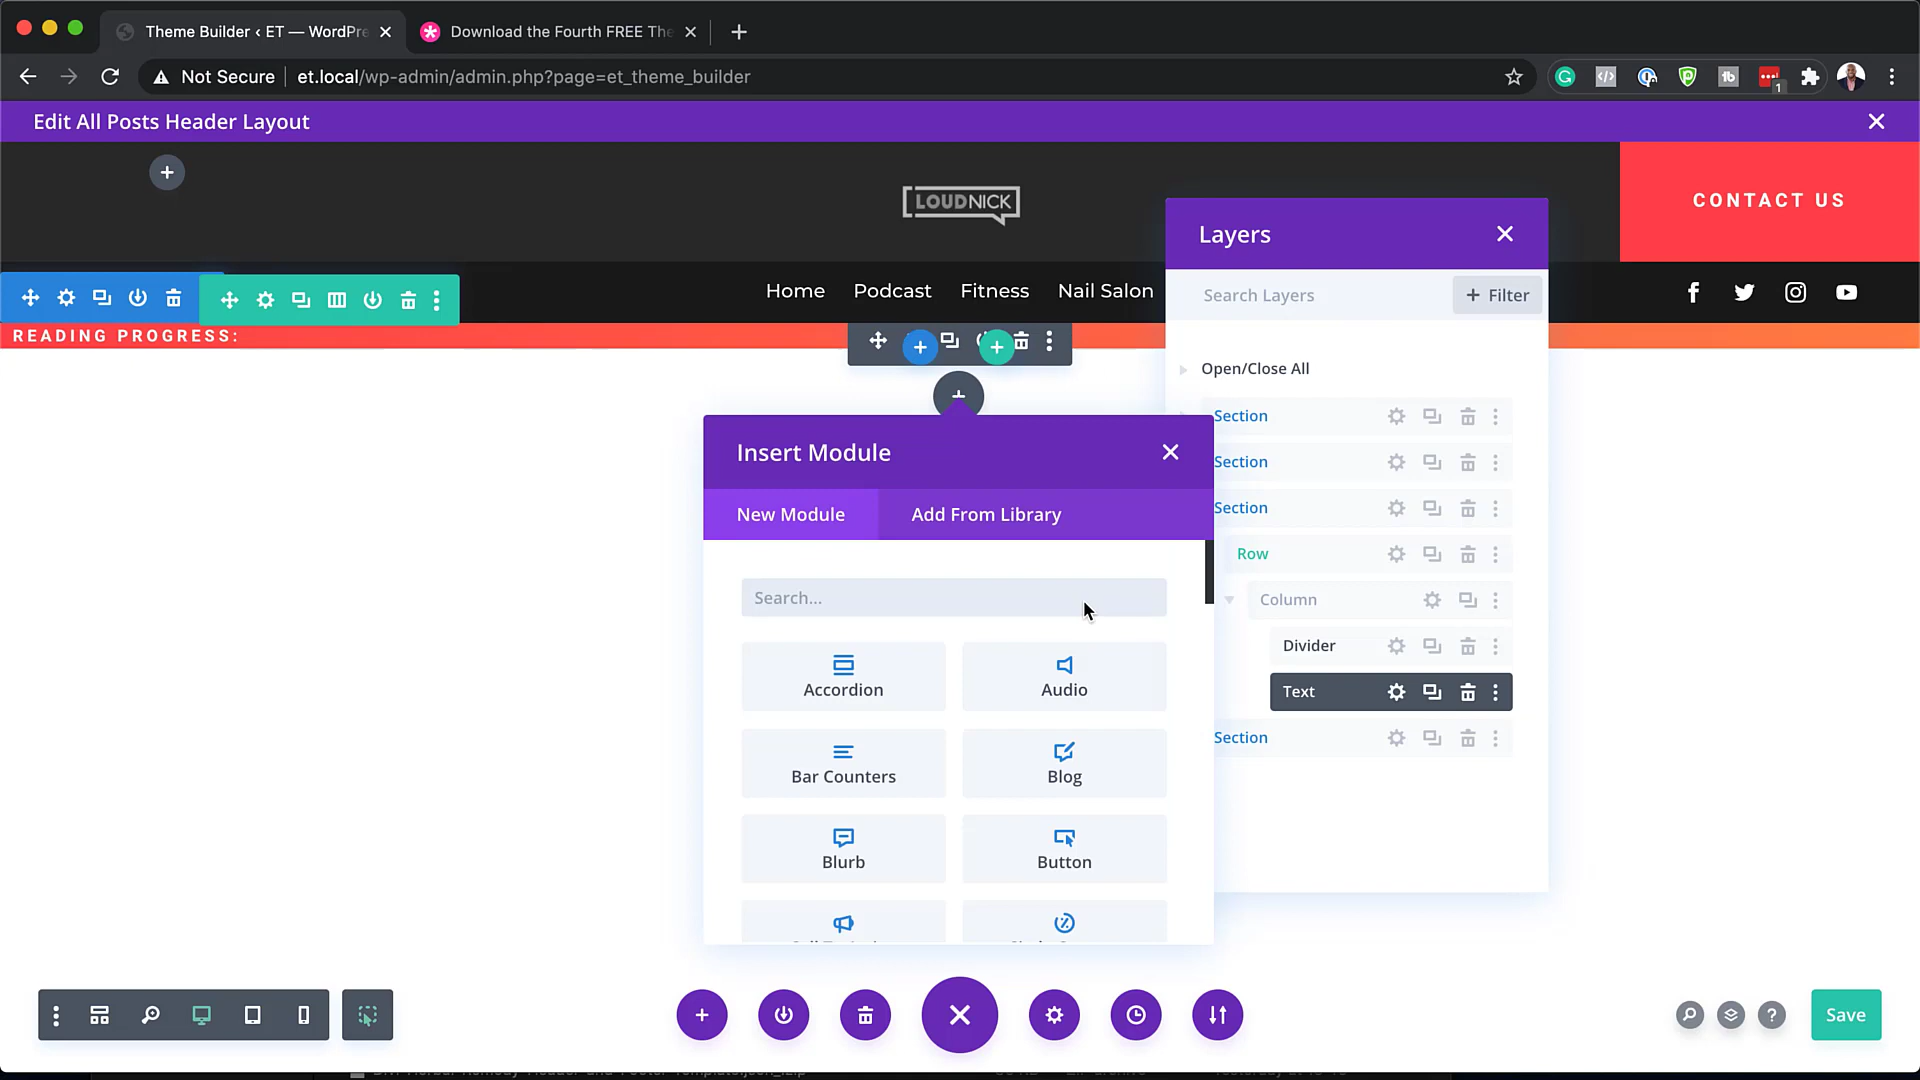 Theme Builder ‹ ET — WordPre
Download the Fourth FREE The
Not Secure
et.local/wp-admin/admin.php?page=et_theme_builder
1
Edit All Posts Header Layout
LOUDNICK
CONTACT US
Home
Podcast
Fitness
Nail Salon
READING PROGRESS:
Layers
Search Layers
+ Filter
Open/Close All
Section
Section
Section
Row
Column
Divider
Text
Section
Insert Module
New Module
Add From Library
Search...
Accordion
Audio
Bar Counters
Blog
Blurb
Button
Save